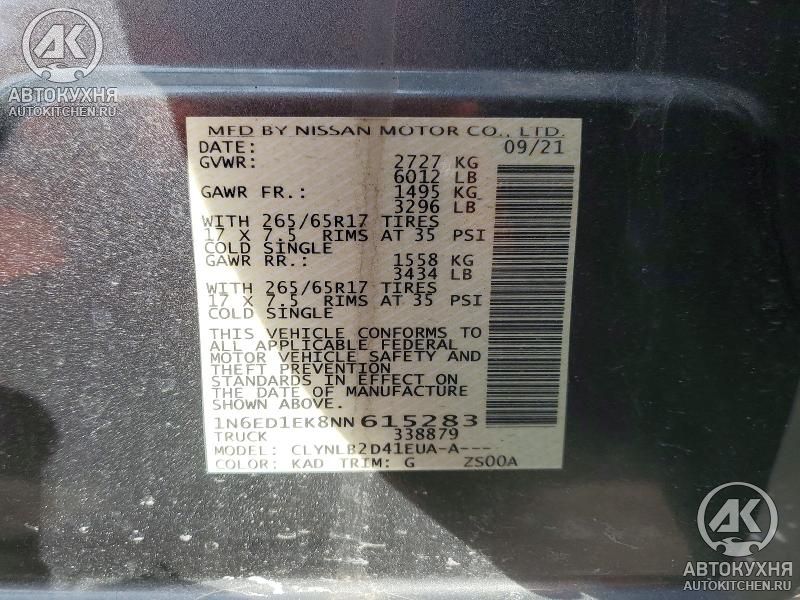 АК
АВТОКУХНЯ
AUTOKITCHEN.RU
MFD BY NISSAN MOTOR CO., LTD.
DATE: 09/21
GVWR: 2727 KG
6012 LB
GAWR FR.: 1495 KG
3296 LB
WITH 265/65R17 TIRES
17 X 7.5 RIMS AT 35 PSI
COLD SINGLE
GAWR RR.: 1558 KG
3434 LB
WITH 265/65R17 TIRES
17 X 7.5 RIMS AT 35 PSI
COLD SINGLE
THIS VEHICLE CONFORMS TO
ALL APPLICABLE FEDERAL
MOTOR VEHICLE SAFETY AND
THEFT PREVENTION
STANDARDS IN EFFECT ON
THE DATE OF MANUFACTURE
SHOWN ABOVE.
1N6ED1EK8NN615283
TRUCK 338879
MODEL: CLYNLB2D41EUA-A---
COLOR: KAD TRIM: G ZS00A
АК
АВТОКУХНЯ
AUTOKITCHEN.RU